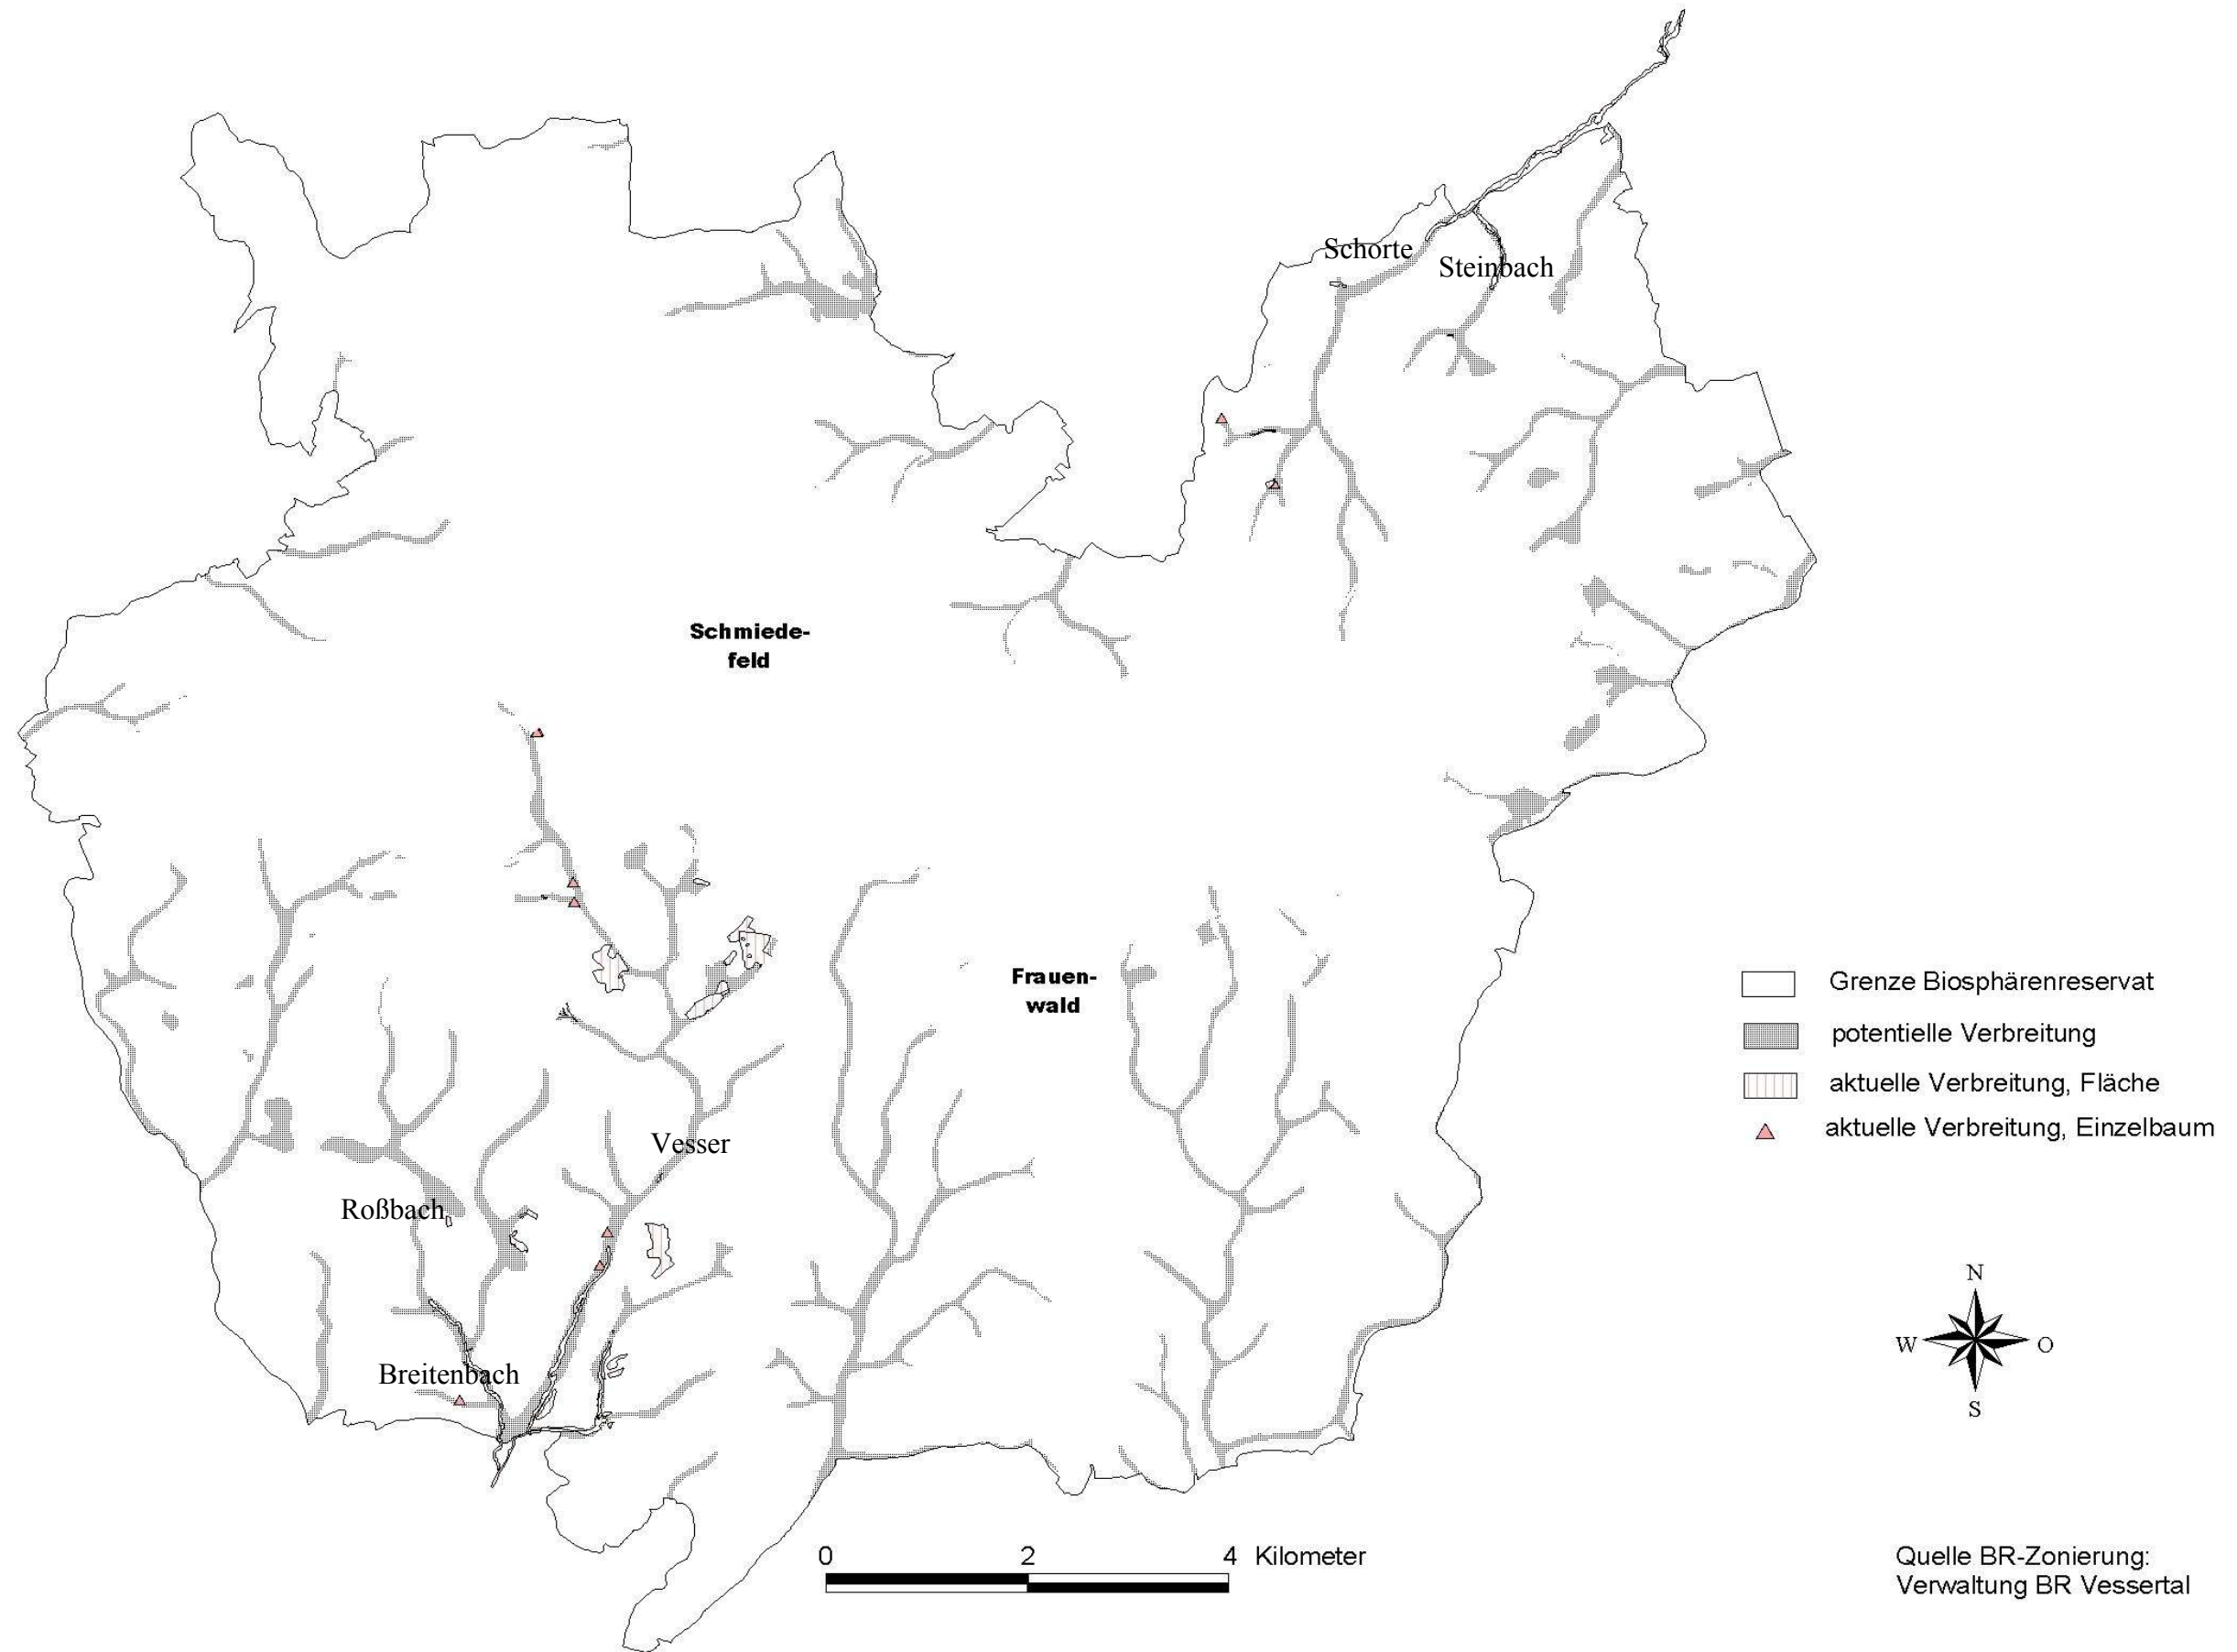 Schorte
Steinbach
Schmiede-
feld
Frauen-
wald
Vesser
Roßbach
Breitenbach
Grenze Biosphärenreservat
potentielle Verbreitung
aktuelle Verbreitung, Fläche
aktuelle Verbreitung, Einzelbaum
N
W O
S
0 2 4 Kilometer
Quelle BR-Zonierung:
Verwaltung BR Vessertal